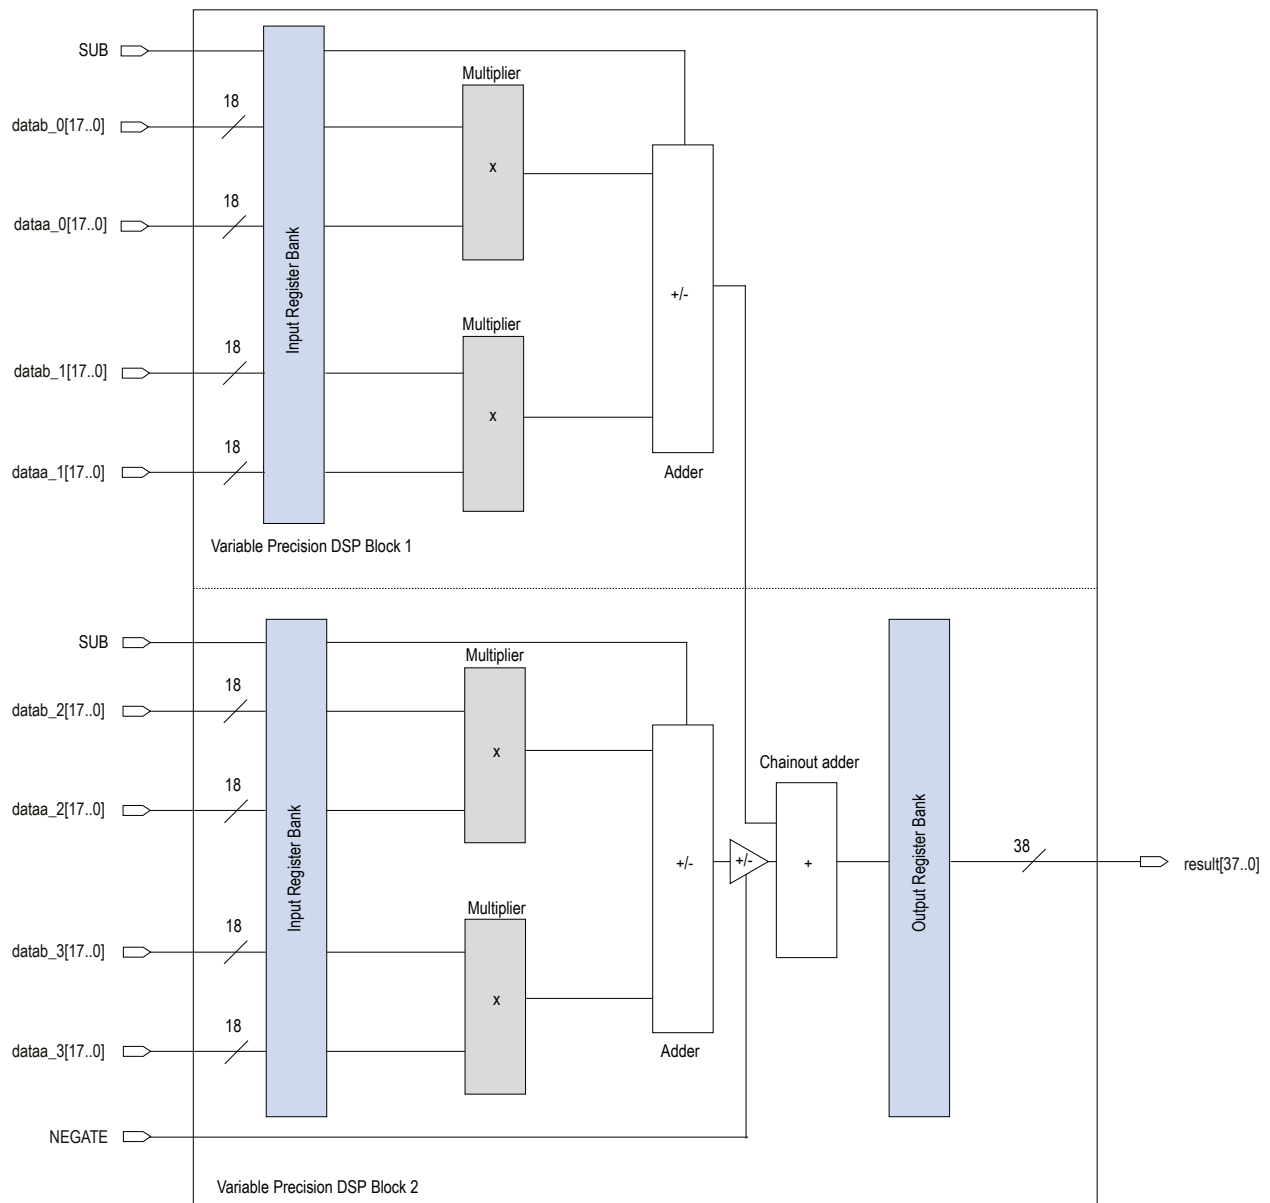 SUB
Multiplier
18
datab_0[17..0]
x
18
dataa_0[17..0]
Input Register Bank
+/-
Multiplier
18
datab_1[17..0]
x
18
dataa_1[17..0]
Adder
Variable Precision DSP Block 1
SUB
Multiplier
18
datab_2[17..0]
x
Chainout adder
18
dataa_2[17..0]
Input Register Bank
+/-
+/-
+
Output Register Bank
38
result[37..0]
Multiplier
18
datab_3[17..0]
x
18
dataa_3[17..0]
Adder
NEGATE
Variable Precision DSP Block 2